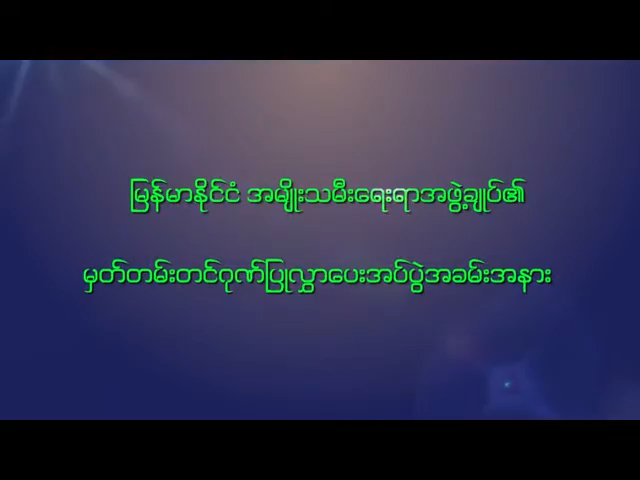 မြန်မာနိုင်ငံ အမျိုးသမီးရေးရာအဖွဲ့ချုပ်၏
မှတ်တမ်းတင်ဂုဏ်ပြုလွှာပေးအပ်ပွဲအခမ်းအနား